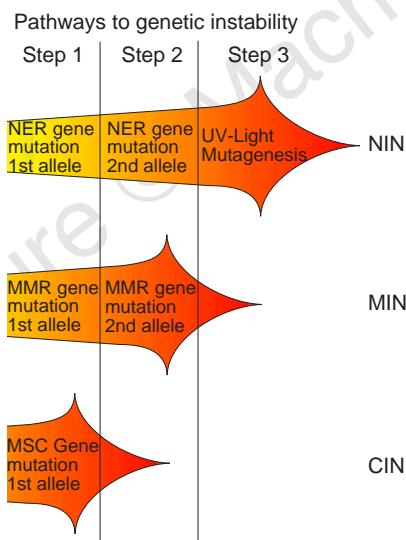 Pathways to genetic instability
Step 1 Step 2 Step 3
NER gene
mutation
1st allele
NER gene
mutation
2nd allele
UV-Light
Mutagenesis
NIN
MMR gene
mutation
1st allele
MMR gene
mutation
2nd allele
MIN
MSC Gene
mutation
1st allele
CIN